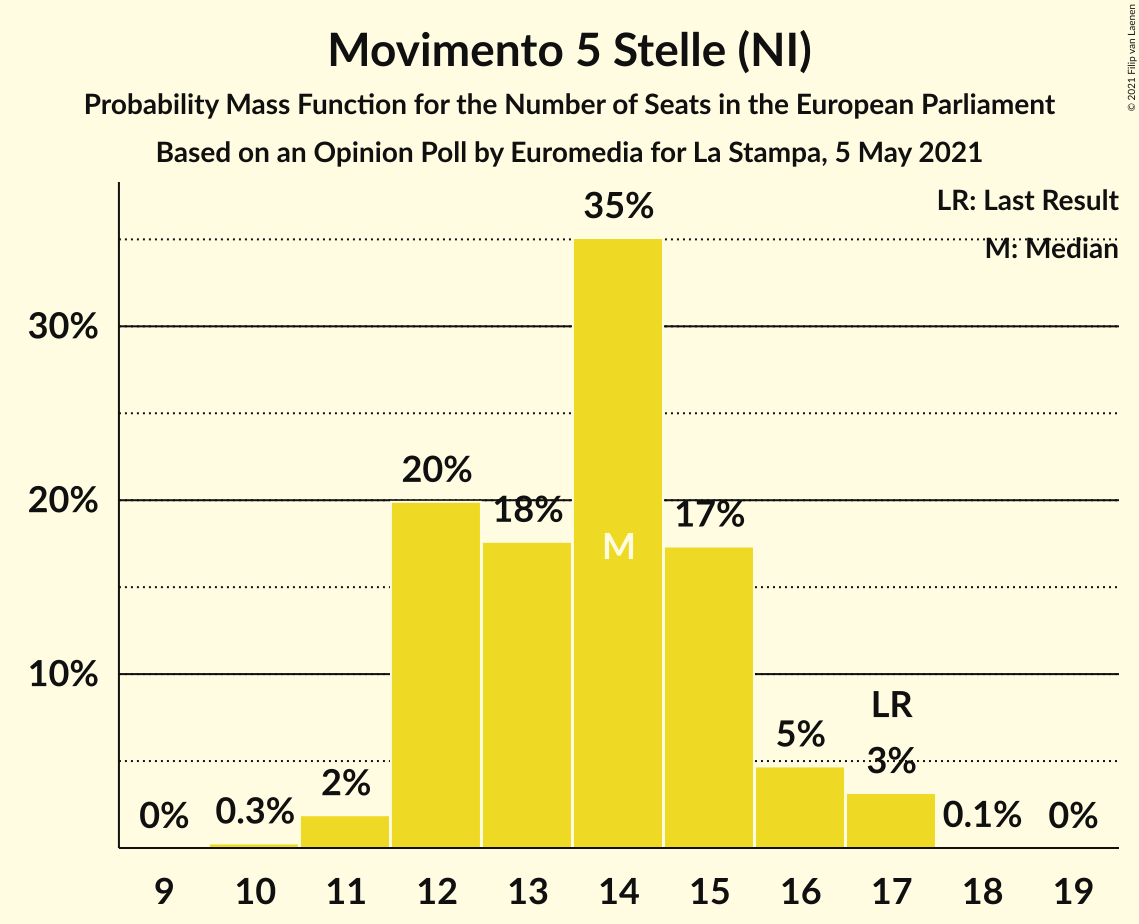 Movimento 5 Stelle (NI)
Probability Mass Function for the Number of Seats in the European Parliament
Based on an Opinion Poll by Euromedia for La Stampa, 5 May 2021
© 2021 Filip van Laenen
LR: Last Result
M: Median
35%
30%
20%
20%
18%
17%
M
10%
LR
5%
3%
2%
0%
0.3%
0.1%
0%
9 10 11 12 13 14 15 16 17 18 19